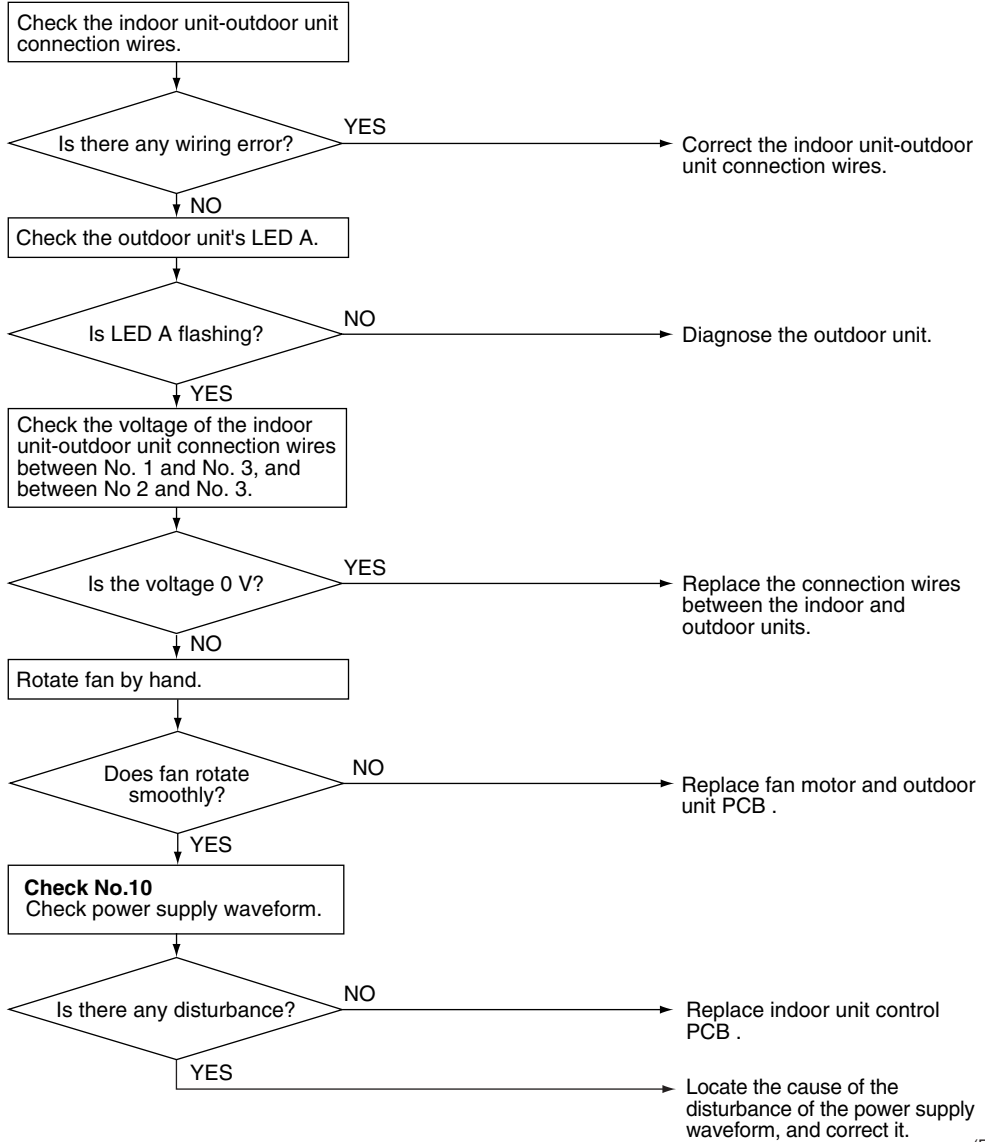 Check the indoor unit-outdoor unit
connection wires.
Is there any wiring error?
YES
Correct the indoor unit-outdoor
unit connection wires.
NO
Check the outdoor unit's LED A.
Is LED A flashing?
NO
Diagnose the outdoor unit.
YES
Check the voltage of the indoor
unit-outdoor unit connection wires
between No. 1 and No. 3, and
between No 2 and No. 3.
Is the voltage 0 V?
YES
Replace the connection wires
between the indoor and
outdoor units.
NO
Rotate fan by hand.
Does fan rotate
smoothly?
NO
Replace fan motor and outdoor
unit PCB .
YES
Check No.10
Check power supply waveform.
Is there any disturbance?
NO
Replace indoor unit control
PCB .
YES
Locate the cause of the
disturbance of the power supply
waveform, and correct it.